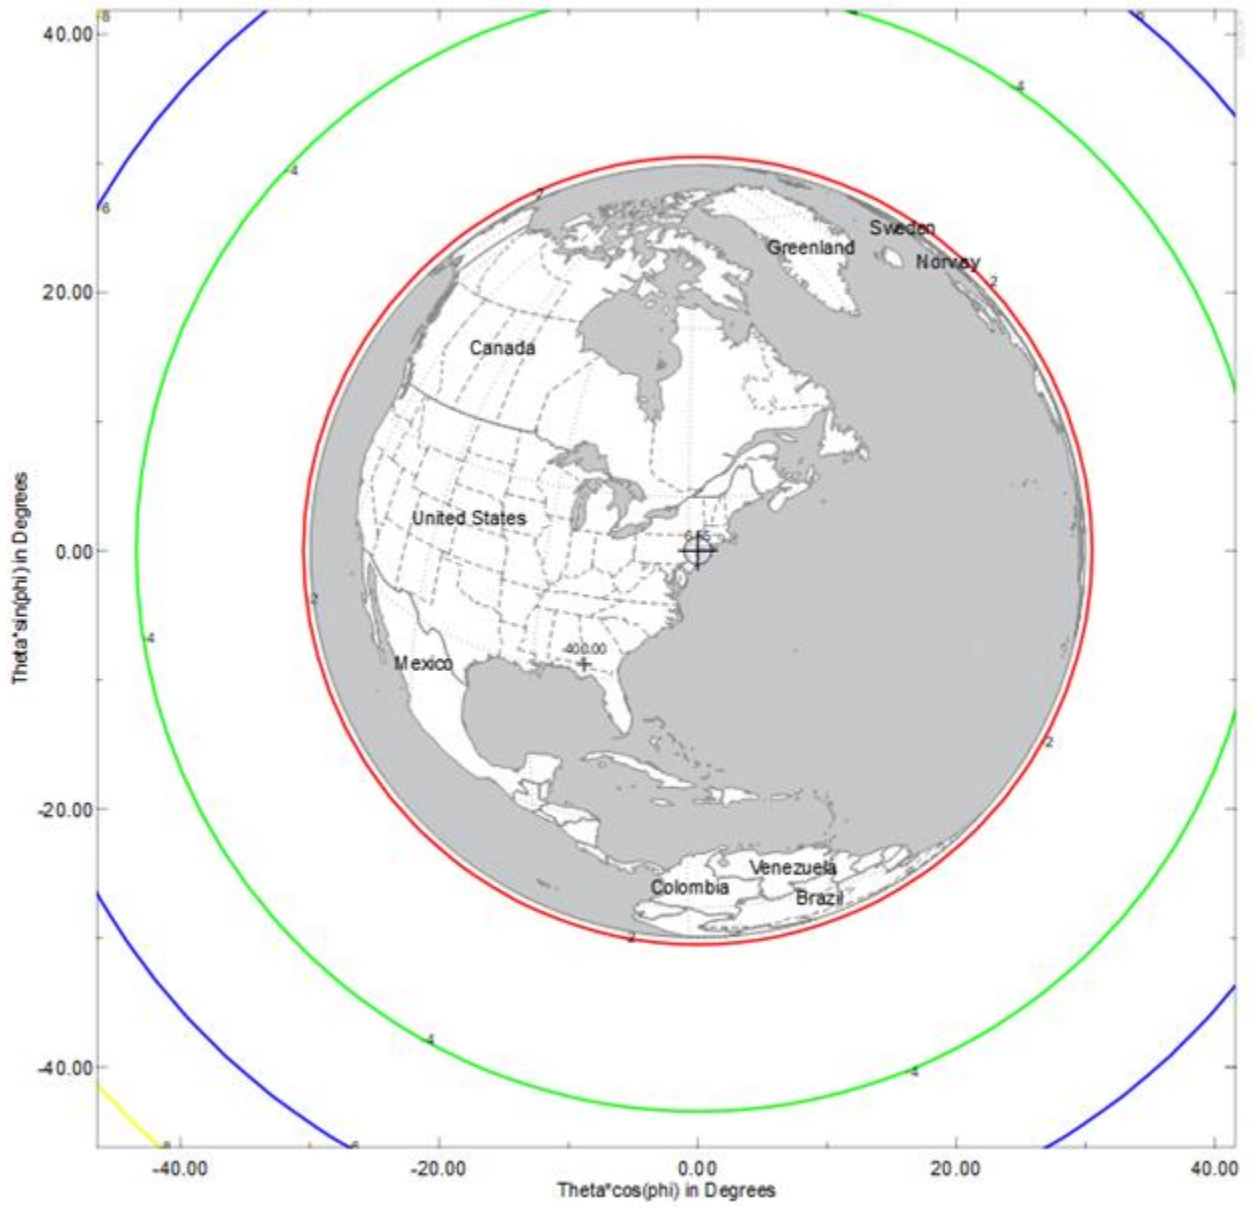 40.00
20.00
0.00
-20.00
-40.00
Theta*sin(phi) in Degrees
8
6
4
4
6
2
Sweden
Greenland
Norway
2
Canada
United States
2
4
-400.00
Mexico
2
Venezuela
Colombia
Brazil
2
4
4
6
-40.00
-20.00
0.00
20.00
40.00
Theta*cos(phi) in Degrees